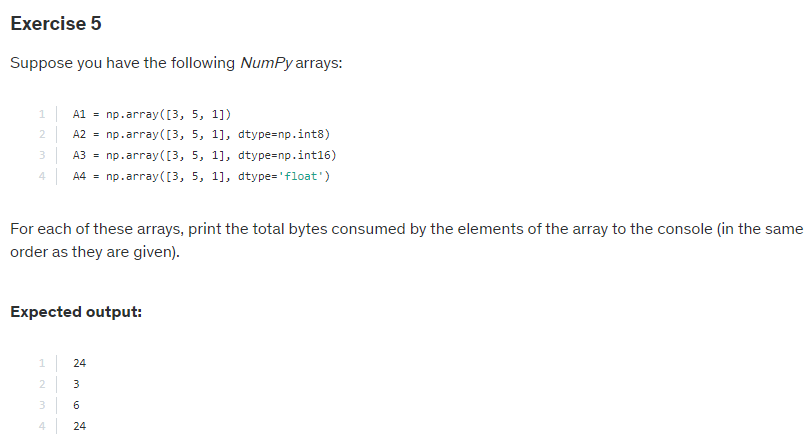 Exercise 5
Suppose you have the following NumPy arrays:
1 A1 = np.array([3, 5, 1])
2 A2 = np.array([3, 5, 1], dtype=np.int8)
3 A3 = np.array([3, 5, 1], dtype=np.int16)
4 A4 = np.array([3, 5, 1], dtype='float')
For each of these arrays, print the total bytes consumed by the elements of the array to the console (in the same
order as they are given).
Expected output:
1 24
2 3
3 6
4 24